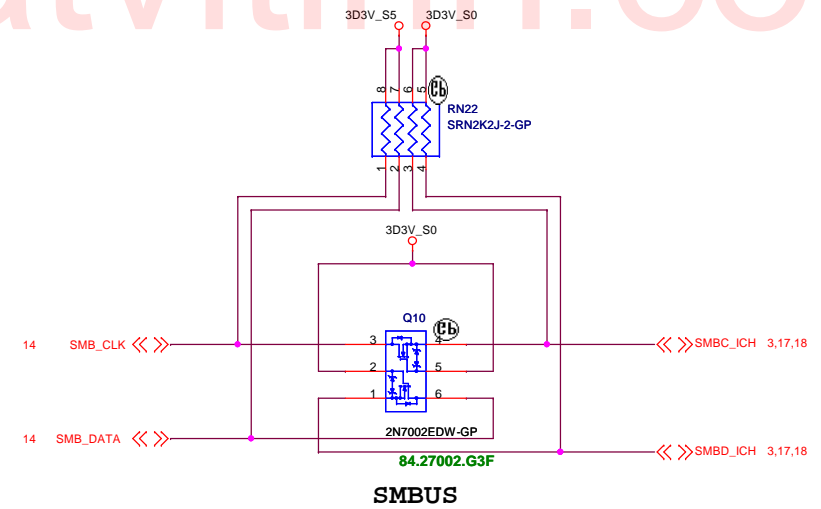 3D3V_S5 3D3V_S0
8 7 6 5
RN22
SRN2K2J-2-GP
1 2 3 4
3D3V_S0
Q10
14 SMB_CLK 3 4 SMBC_ICH 3,17,18
2 5
1 6
14 SMB_DATA 2N7002EDW-GP SMBD_ICH 3,17,18
84.27002.G3F
SMBUS